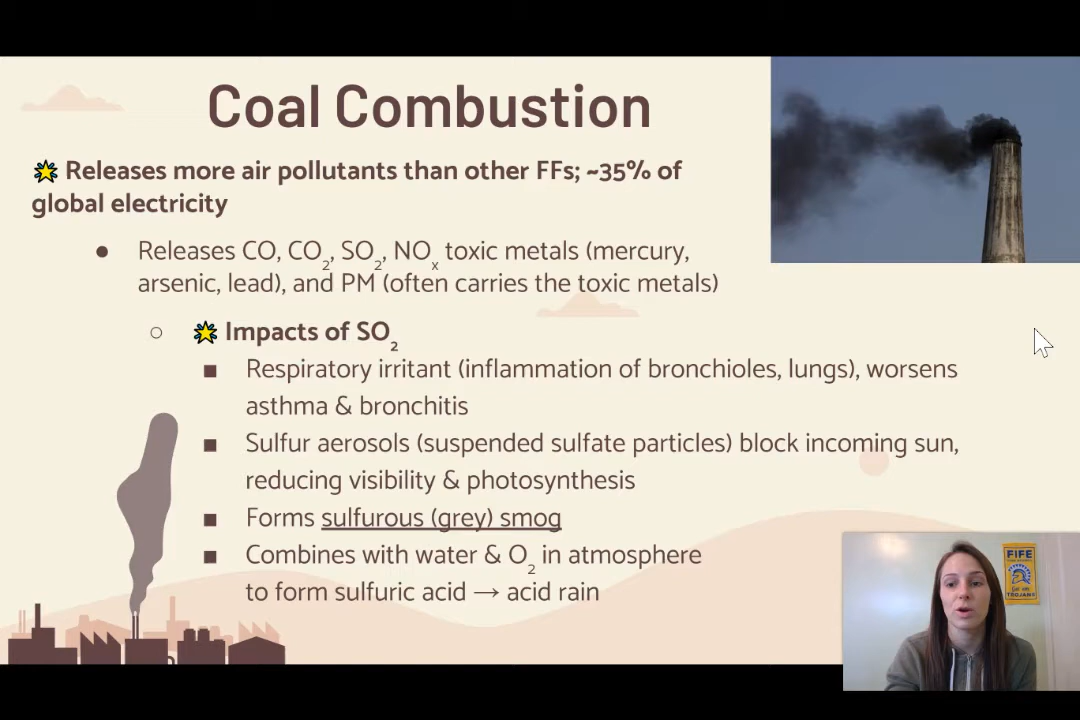 Coal Combustion
Releases more air pollutants than other FFs; ~35% of
global electricity
● Releases CO, CO₂, SO₂, NOₓ toxic metals (mercury,
arsenic, lead), and PM (often carries the toxic metals)
○ Impacts of SO₂
■ Respiratory irritant (inflammation of bronchioles, lungs), worsens
asthma & bronchitis
■ Sulfur aerosols (suspended sulfate particles) block incoming sun,
reducing visibility & photosynthesis
■ Forms sulfurous (grey) smog
■ Combines with water & O₂ in atmosphere
to form sulfuric acid → acid rain
FIFE
TROJANS